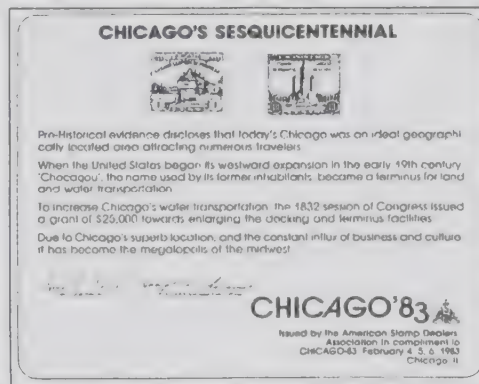 CHICAGO'S SESQUICENTENNIAL
Pre-Historical evidence discloses that today's Chicago was an ideal geographi
cally located area attracting numerous travelers
When the United States began its westward expansion in the early 19th century
'Chocagou', the name used by its former inhabitants, became a terminus for land
and water transportation
To increase Chicago's water transportation, the 1832 session of Congress issued
a grant of $25,000 towards enlarging the docking and terminus facilities
Due to Chicago's superb location, and the constant influx of business and culture
it has become the megalopolis of the midwest
CHICAGO'83
Issued by the American Stamp Dealers
Association in compliment to
CHICAGO-83 February 4, 5, 6, 1983
Chicago Il